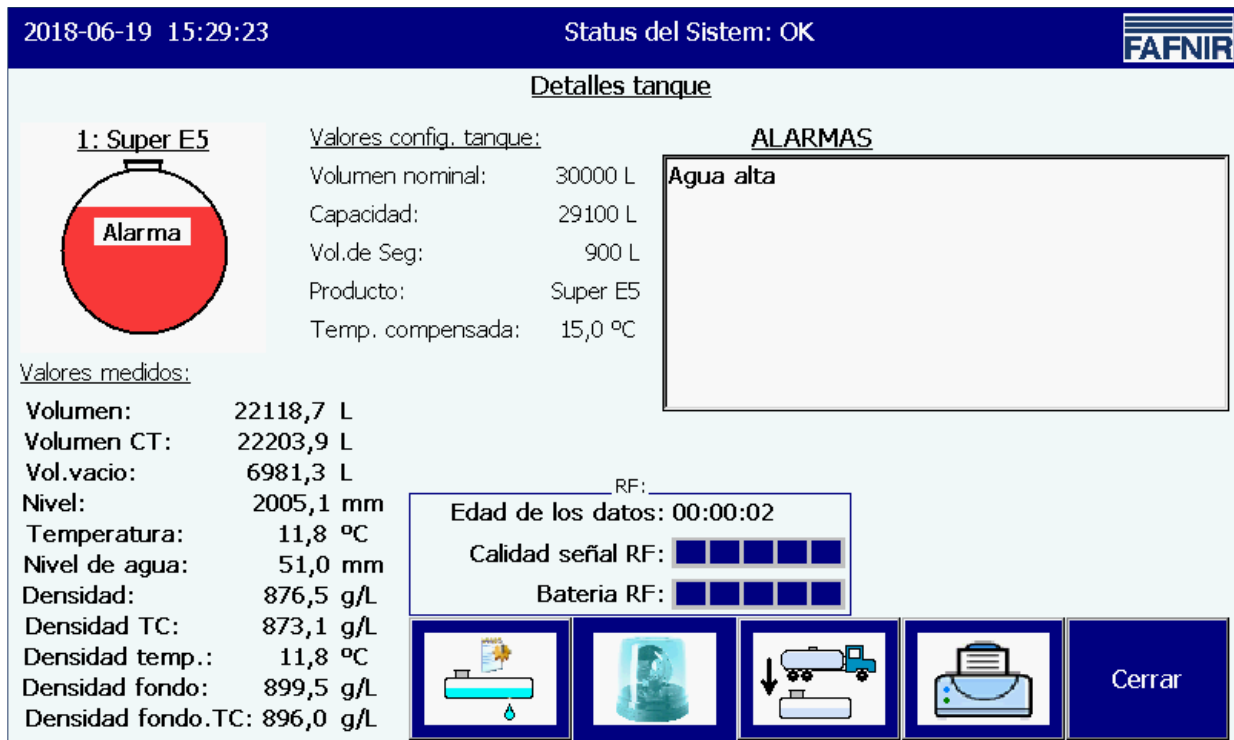 2018-06-19 15:29:23
Status del Sistem: OK
FAFNIR
Detalles tanque
1: Super E5
Alarma
Valores config. tanque:
Volumen nominal: 30000 L
Capacidad: 29100 L
Vol.de Seg: 900 L
Producto: Super E5
Temp. compensada: 15,0 ºC
ALARMAS
Agua alta
Valores medidos:
Volumen: 22118,7 L
Volumen CT: 22203,9 L
Vol.vacio: 6981,3 L
Nivel: 2005,1 mm
Temperatura: 11,8 ºC
Nivel de agua: 51,0 mm
Densidad: 876,5 g/L
Densidad TC: 873,1 g/L
Densidad temp.: 11,8 ºC
Densidad fondo: 899,5 g/L
Densidad fondo.TC: 896,0 g/L
RF:
Edad de los datos: 00:00:02
Calidad señal RF:
Bateria RF:
Cerrar